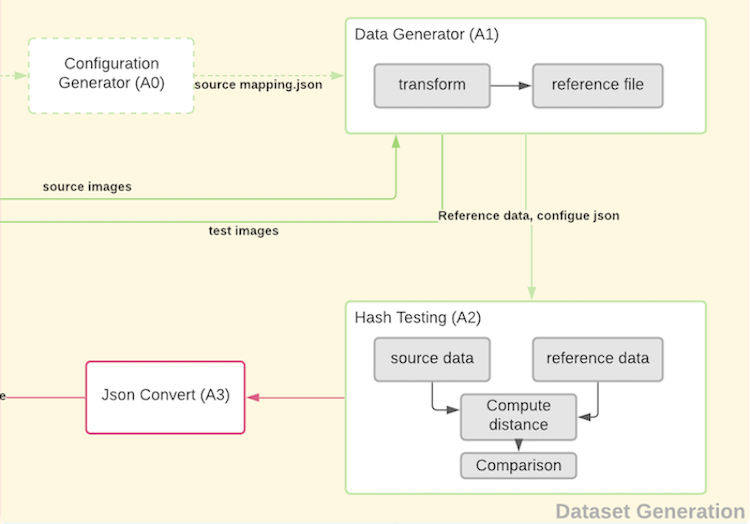 Data Generator (A1)
Configuration
Generator (A0)
source mapping.json
transform
reference file
source images
Reference data, configue json
test images
Hash Testing (A2)
source data
reference data
Json Convert (A3)
e
Compute
distance
Comparison
Dataset Generation